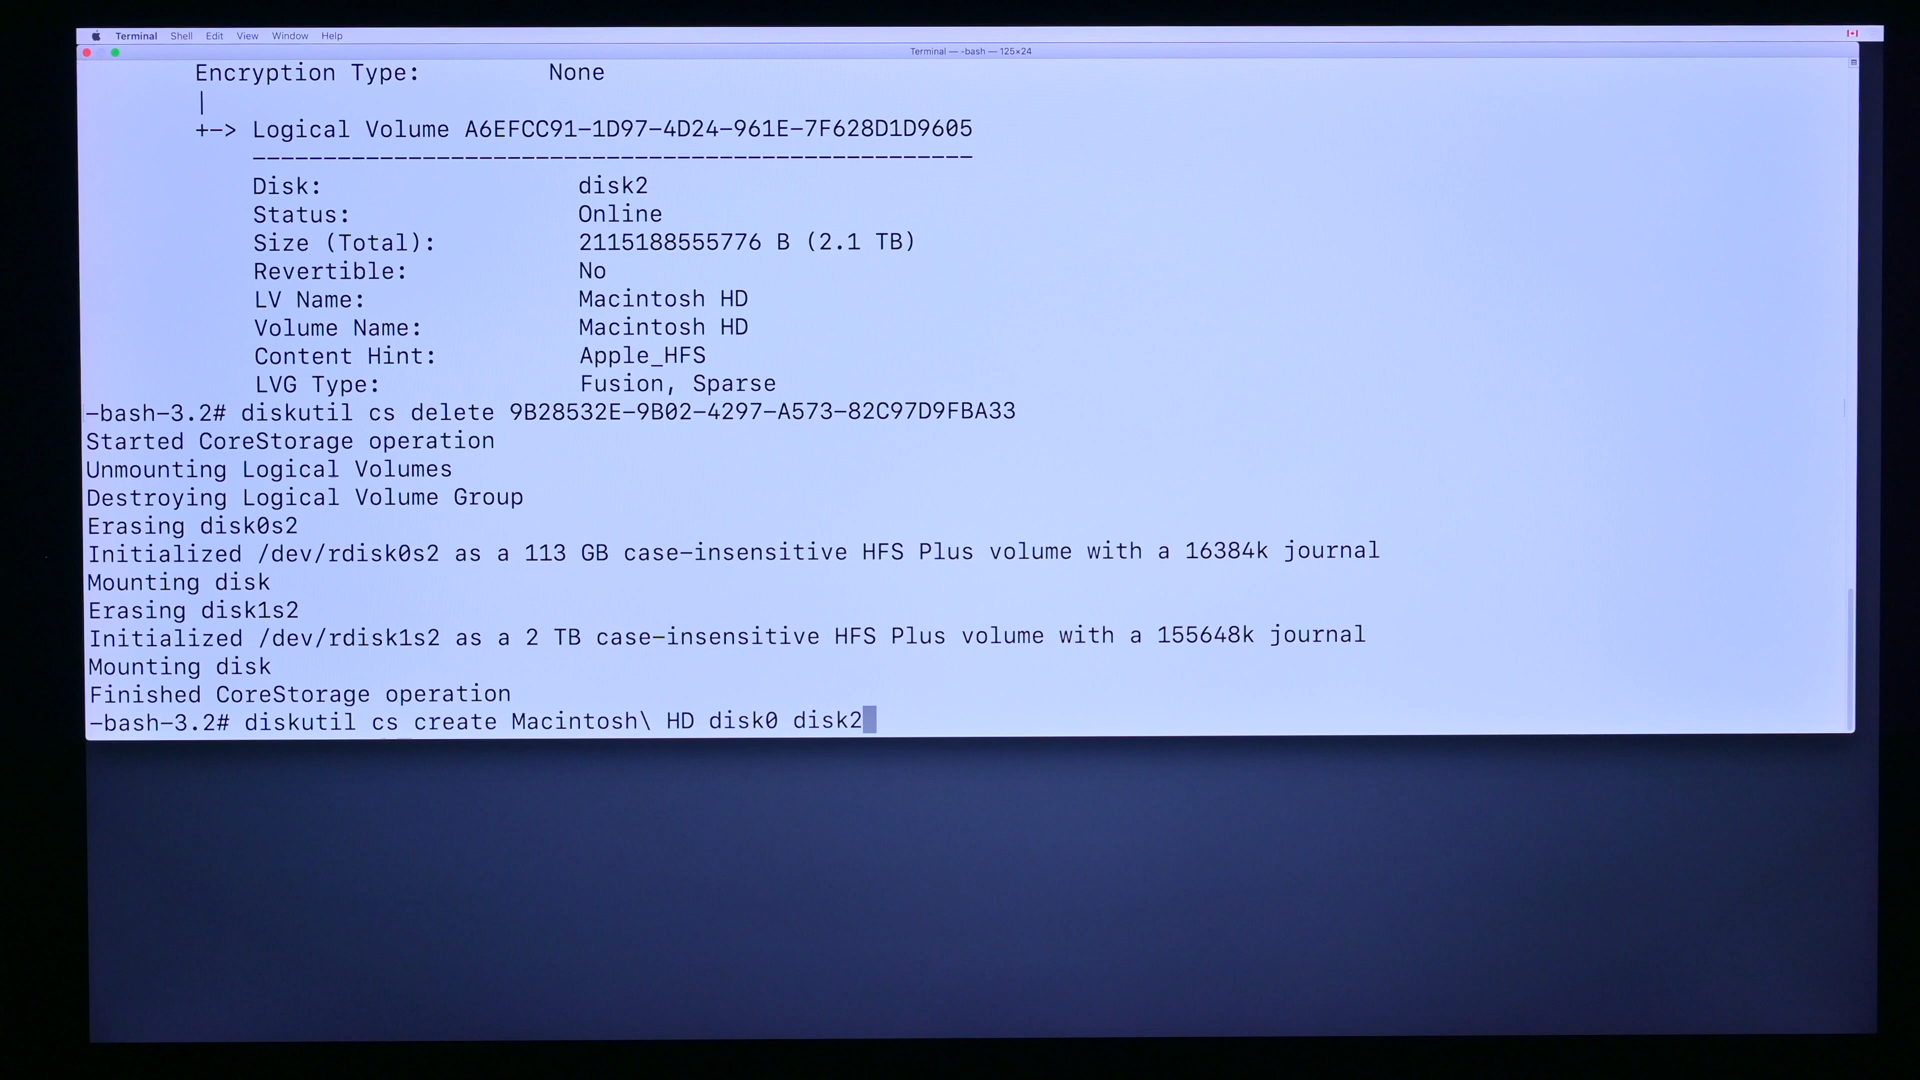 Terminal Shell Edit View Window Help
Terminal — -bash — 125×24
Encryption Type: None
|
+-> Logical Volume A6EFCC91-1D97-4D24-961E-7F628D1D9605
---------------------------------------------------
Disk: disk2
Status: Online
Size (Total): 2115188555776 B (2.1 TB)
Revertible: No
LV Name: Macintosh HD
Volume Name: Macintosh HD
Content Hint: Apple_HFS
LVG Type: Fusion, Sparse
-bash-3.2# diskutil cs delete 9B28532E-9B02-4297-A573-82C97D9FBA33
Started CoreStorage operation
Unmounting Logical Volumes
Destroying Logical Volume Group
Erasing disk0s2
Initialized /dev/rdisk0s2 as a 113 GB case-insensitive HFS Plus volume with a 16384k journal
Mounting disk
Erasing disk1s2
Initialized /dev/rdisk1s2 as a 2 TB case-insensitive HFS Plus volume with a 155648k journal
Mounting disk
Finished CoreStorage operation
-bash-3.2# diskutil cs create Macintosh\ HD disk0 disk2